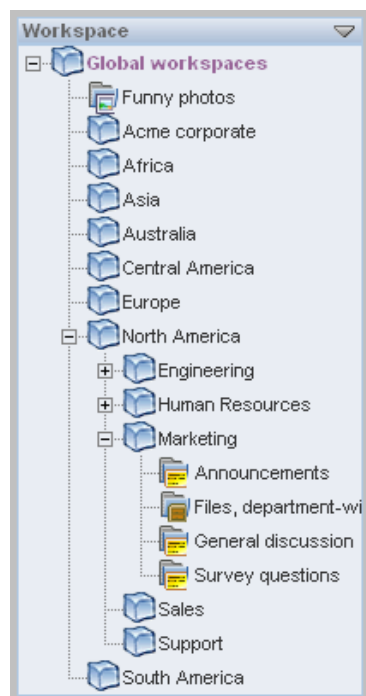 Workspace
Global workspaces
Funny photos
Acme corporate
Africa
Asia
Australia
Central America
Europe
North America
Engineering
Human Resources
Marketing
Announcements
Files, department-wi
General discussion
Survey questions
Sales
Support
South America